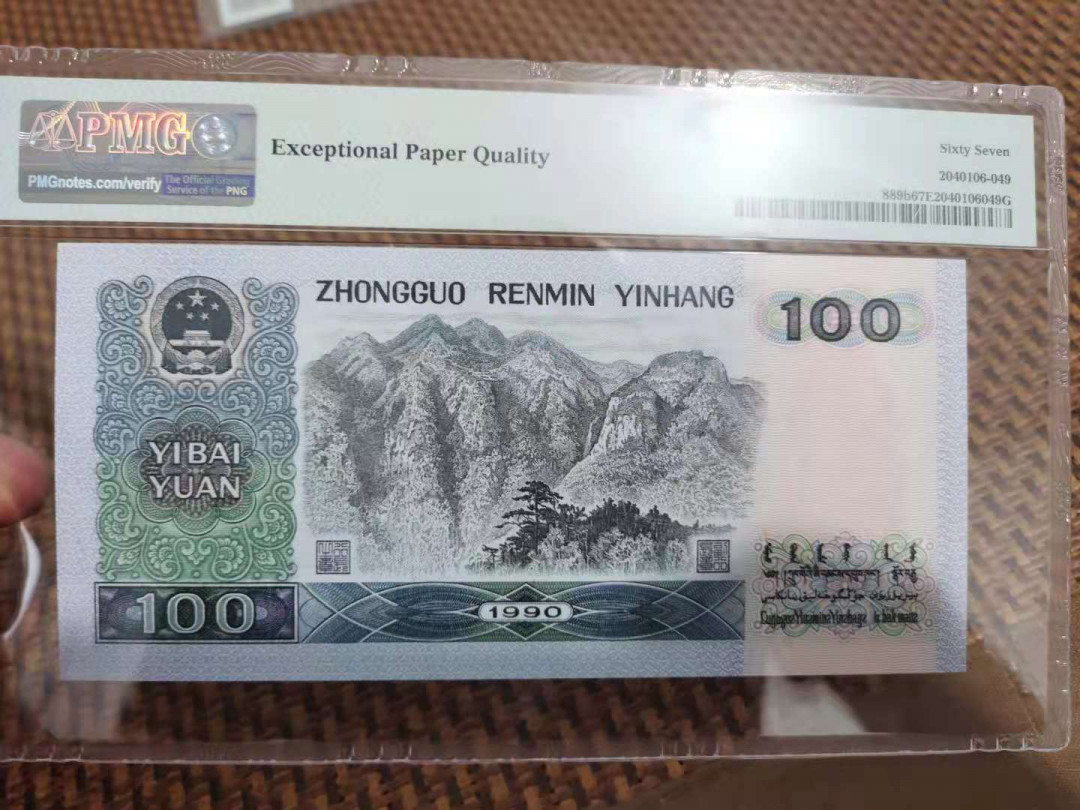 PMG
PMGnotes.com/verify
The Official Grading
Service of the PNG
Exceptional Paper Quality
Sixty Seven
2040106-049
889b67E2040106049G
ZHONGGUO RENMIN YINHANG
100
YIBAI
YUAN
100
1990